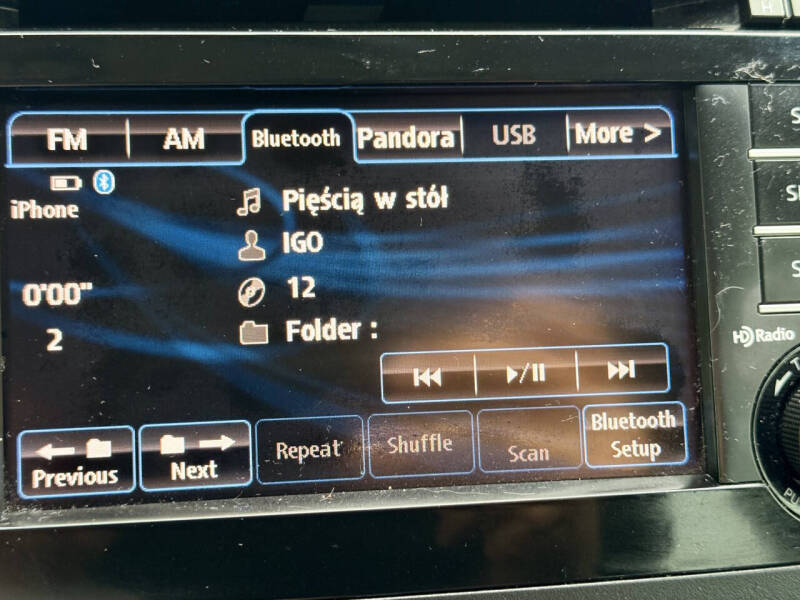 FM AM Bluetooth Pandora USB More >
iPhone
Pięścią w stół
IGO
0'00" 12
2 Folder :
HD Radio
Previous Next Repeat Shuffle Scan Bluetooth Setup